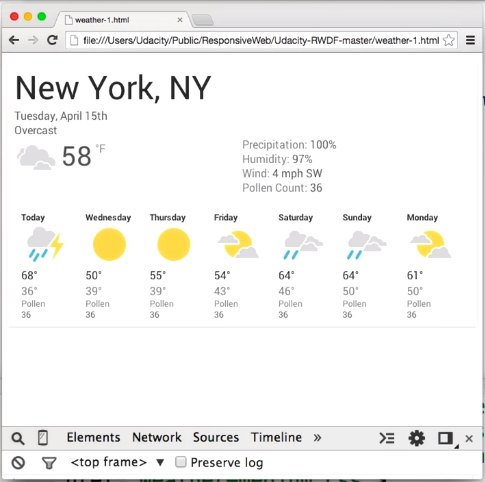 weather-1.html
file:///Users/Udacity/Public/ResponsiveWeb/Udacity-RWDF-master/weather-1.html
New York, NY
Tuesday, April 15th
Overcast
58 °F
Precipitation: 100%
Humidity: 97%
Wind: 4 mph SW
Pollen Count: 36
Today Wednesday Thursday Friday Saturday Sunday Monday
68° 50° 55° 54° 64° 64° 61°
36° 39° 39° 43° 46° 50° 50°
Pollen Pollen Pollen Pollen Pollen Pollen Pollen
36 36 36 36 36 36 36
Elements Network Sources Timeline »
<top frame> ▼ Preserve log